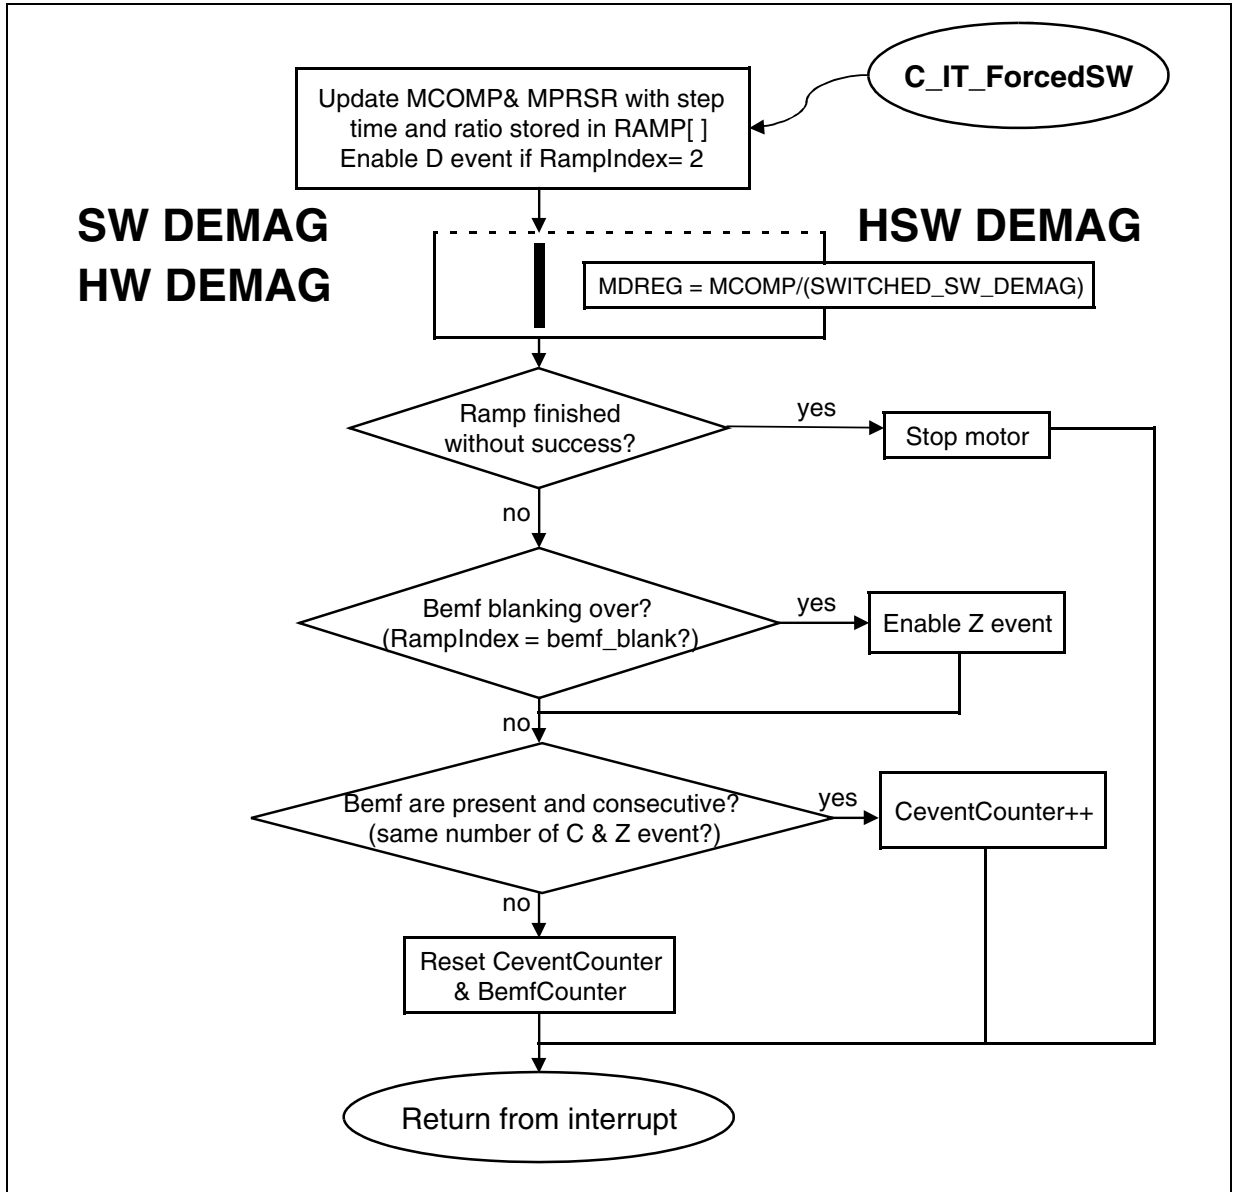 C_IT_ForcedSW
Update MCOMP& MPRSR with step
time and ratio stored in RAMP[ ]
Enable D event if RampIndex= 2
SW DEMAG
HW DEMAG
HSW DEMAG
MDREG = MCOMP/(SWITCHED_SW_DEMAG)
Ramp finished
without success?
yes
Stop motor
no
Bemf blanking over?
(RampIndex = bemf_blank?)
yes
Enable Z event
no
Bemf are present and consecutive?
(same number of C & Z event?)
yes
CeventCounter++
no
Reset CeventCounter
& BemfCounter
Return from interrupt